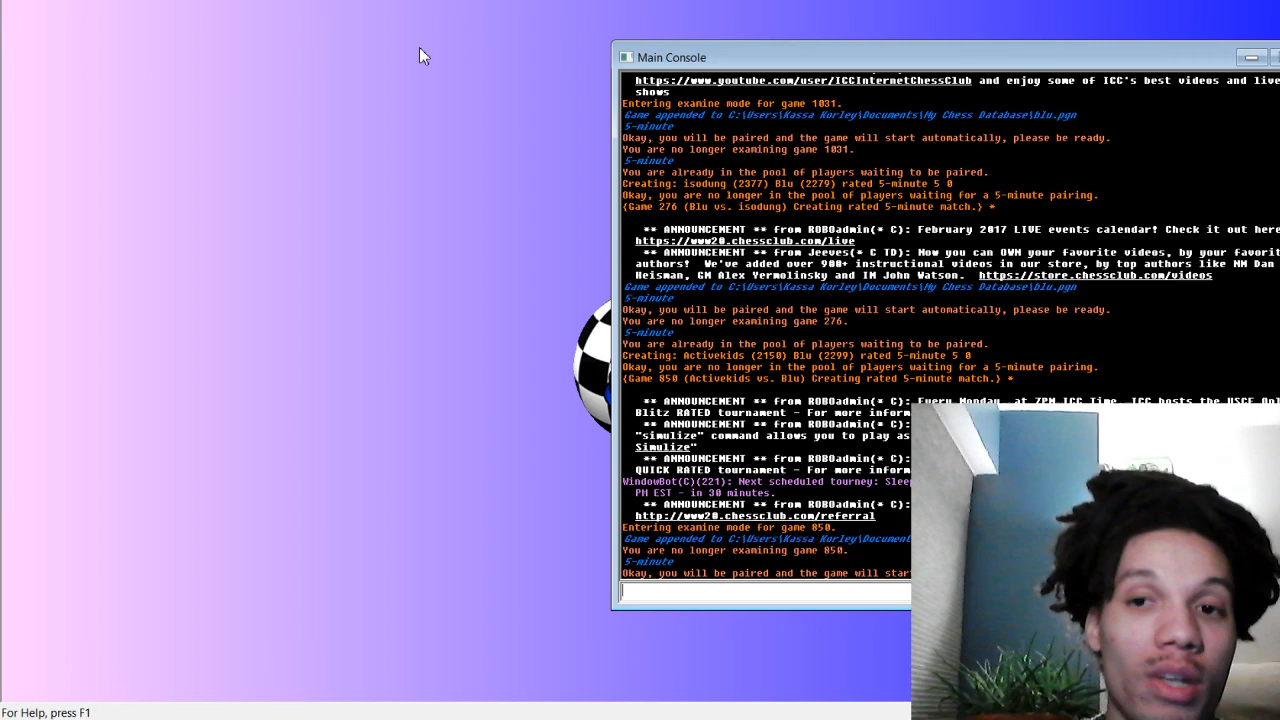 Main Console
https://www.youtube.com/user/ICCInternetChessClub and enjoy some of ICC's best videos and live
shows
Entering examine mode for game 1031.
Game appended to C:\Users\Kassa Korley\Documents\My Chess Database\blu.pgn
5-minute
Okay, you will be paired and the game will start automatically, please be ready.
You are no longer examining game 1031.
5-minute
You are already in the pool of players waiting to be paired.
Creating: isodung (2377) Blu (2279) rated 5-minute 5 0
Okay, you are no longer in the pool of players waiting for a 5-minute pairing.
{Game 276 (Blu vs. isodung) Creating rated 5-minute match.} *
** ANNOUNCEMENT ** from ROBOadmin(* C): February 2017 LIVE events calendar! Check it out here
https://www20.chessclub.com/live
** ANNOUNCEMENT ** from Jeeves(* C TD): Now you can OWN your favorite videos, by your favorit
authors! We've added over 900+ instructional videos in our store, by top authors like NM Dan
Heisman, GM Alex Yermolinsky and IM John Watson. https://store.chessclub.com/videos
Game appended to C:\Users\Kassa Korley\Documents\My Chess Database\blu.pgn
5-minute
Okay, you will be paired and the game will start automatically, please be ready.
You are no longer examining game 276.
5-minute
You are already in the pool of players waiting to be paired.
Creating: Activekids (2150) Blu (2299) rated 5-minute 5 0
Okay, you are no longer in the pool of players waiting for a 5-minute pairing.
{Game 850 (Activekids vs. Blu) Creating rated 5-minute match.} *
** ANNOUNCEMENT ** from ROBOadmin(* C): Every Monday, at 7PM ICC Time, ICC hosts the USCF Onl
Blitz RATED tournament - For more inform
** ANNOUNCEMENT ** from ROBOadmin(* C):
"simulize" command allows you to play as
Simulize"
** ANNOUNCEMENT ** from ROBOadmin(* C):
QUICK RATED tournament - For more inform
WindowBot(C)(221): Next scheduled tourney: Slee
PM EST - in 30 minutes.
** ANNOUNCEMENT ** from ROBOadmin(* C):
http://www20.chessclub.com/referral
Entering examine mode for game 850.
Game appended to C:\Users\Kassa Korley\Document
You are no longer examining game 850.
5-minute
Okay, you will be paired and the game will star
For Help, press F1